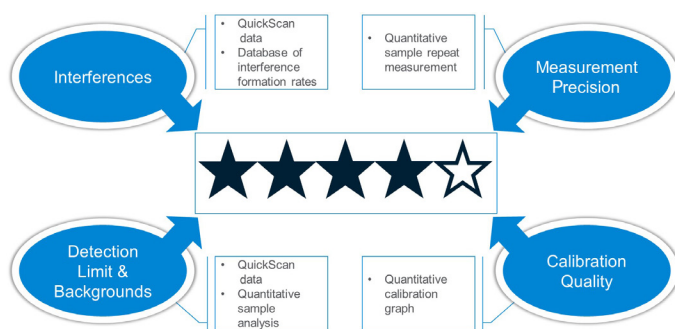 Interferences
• QuickScan
data
• Database of
interference
formation rates
• Quantitative
sample repeat
measurement
Measurement
Precision
Detection
Limit &
Backgrounds
• QuickScan
data
• Quantitative
sample
analysis
• Quantitative
calibration
graph
Calibration
Quality